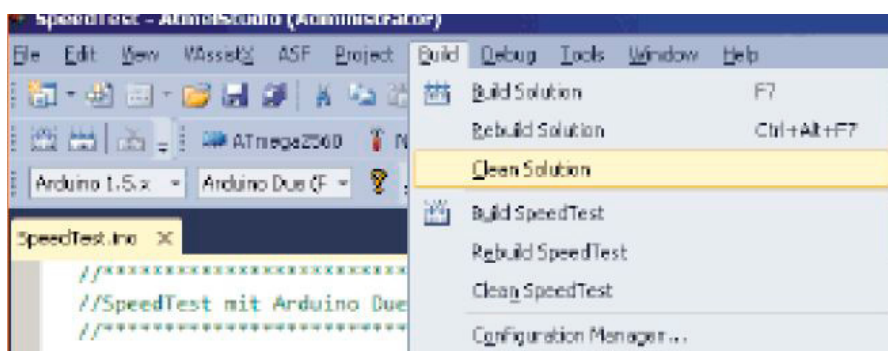 SpeedTest - AtmelStudio (Administrator)
File Edit View VAssistX ASF Project Build Debug Tools Window Help
Build Solution F7
ATmega2560 N
Rebuild Solution Ctrl+Alt+F7
Arduino 1.5.x Arduino Due (F
Clean Solution
Build SpeedTest
SpeedTest.ino X
Rebuild SpeedTest
//**************************
//SpeedTest mit Arduino Due
Clean SpeedTest
//**************************
Configuration Manager...